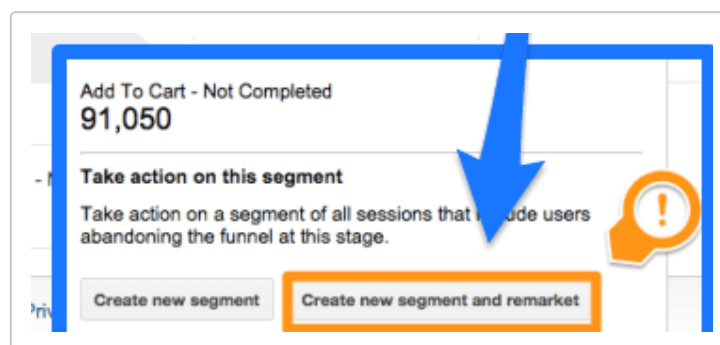 Add To Cart - Not Completed
91,050
Take action on this segment
Take action on a segment of all sessions that users
abandoning the funnel at this stage.
Create new segment
Create new segment and remarket
!